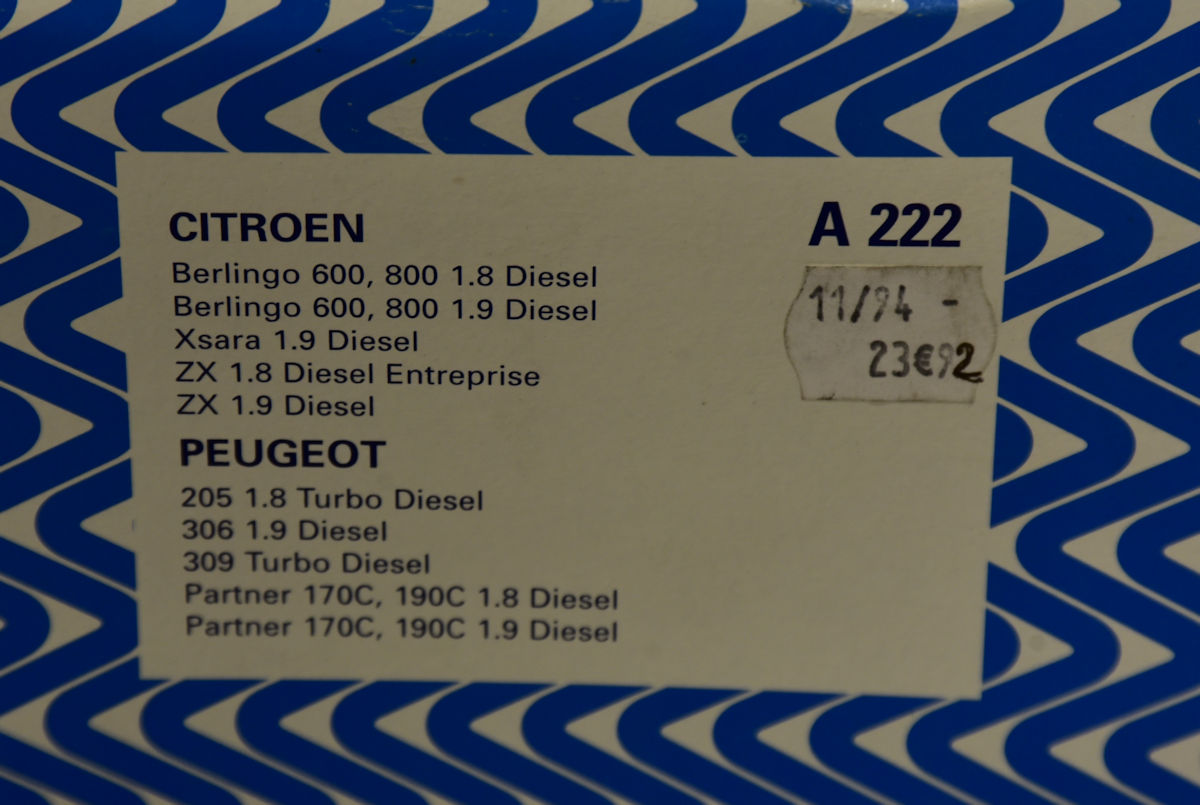 CITROEN
Berlingo 600, 800 1.8 Diesel
Berlingo 600, 800 1.9 Diesel
Xsara 1.9 Diesel
ZX 1.8 Diesel Entreprise
ZX 1.9 Diesel
PEUGEOT
205 1.8 Turbo Diesel
306 1.9 Diesel
309 Turbo Diesel
Partner 170C, 190C 1.8 Diesel
Partner 170C, 190C 1.9 Diesel
A 222
11/94 -
23€92